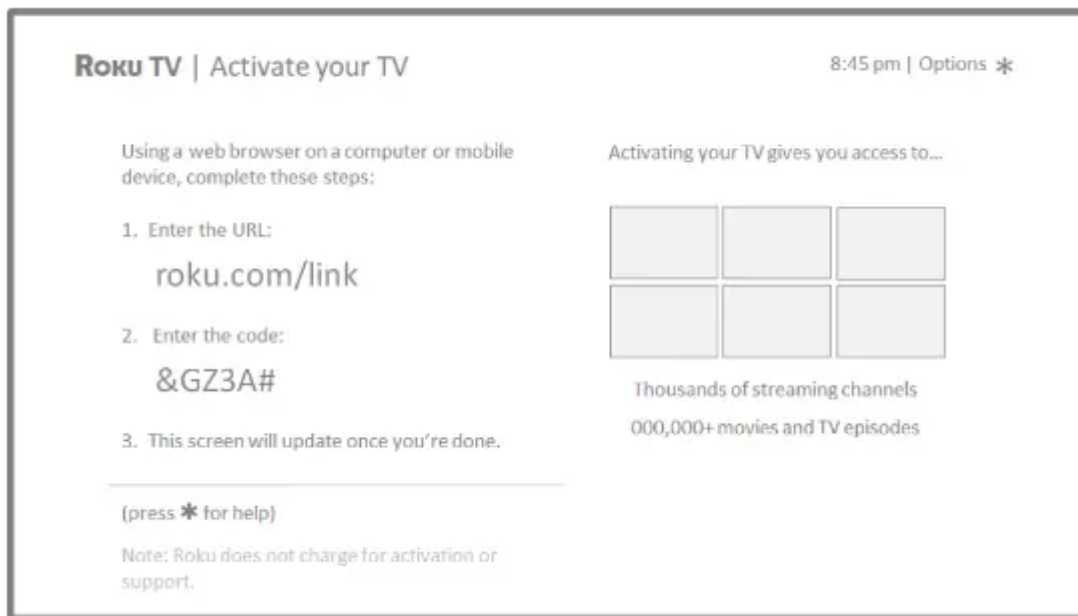 Roku TV | Activate your TV
8:45 pm | Options *
Using a web browser on a computer or mobile
device, complete these steps:
1. Enter the URL:
roku.com/link
2. Enter the code:
&GZ3A#
3. This screen will update once you're done.
(press * for help)
Note: Roku does not charge for activation or
support.
Activating your TV gives you access to...
Thousands of streaming channels
000,000+ movies and TV episodes